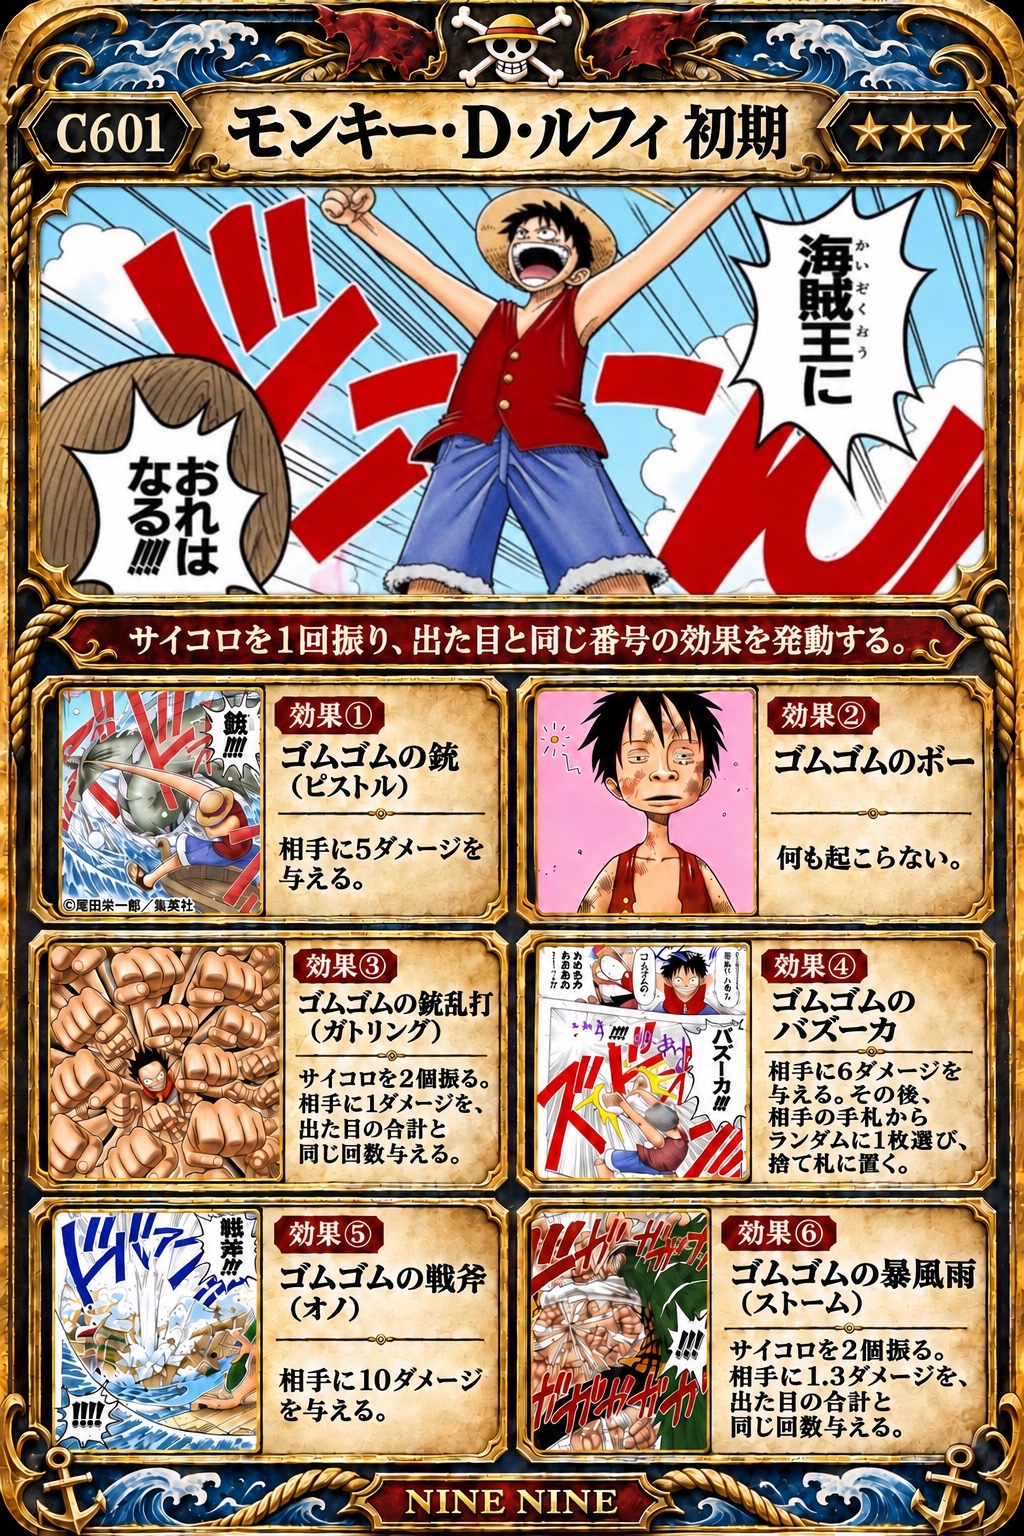 C601
モンキー・D・ルフィ 初期
海賊王に
かいぞくおう
おれは
なる!!!!
ドン
サイコロを1回振り、出た目と同じ番号の効果を発動する。
効果①
ゴムゴムの銃
(ピストル)
相手に5ダメージを
与える。
©尾田栄一郎/集英社
効果②
ゴムゴムのボー
何も起こらない。
効果③
ゴムゴムの銃乱打
(ガトリング)
サイコロを2個振る。
相手に1ダメージを、
出た目の合計と
同じ回数与える。
バズーカ!!!
効果④
ゴムゴムの
バズーカ
相手に6ダメージを
与える。その後、
相手の手札から
ランダムに1枚選び、
捨て札に置く。
戦斧!!!
!!!!
効果⑤
ゴムゴムの戦斧
(オノ)
相手に10ダメージ
を与える。
!!!
効果⑥
ゴムゴムの暴風雨
(ストーム)
サイコロを2個振る。
相手に1.3ダメージを、
出た目の合計と
同じ回数与える。
NINE NINE